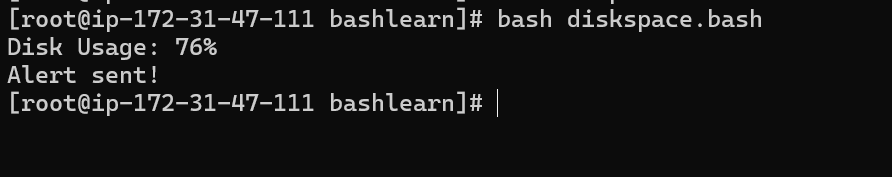 [root@ip-172-31-47-111 bashlearn]# bash diskspace.bash
Disk Usage: 76%
Alert sent!
[root@ip-172-31-47-111 bashlearn]#